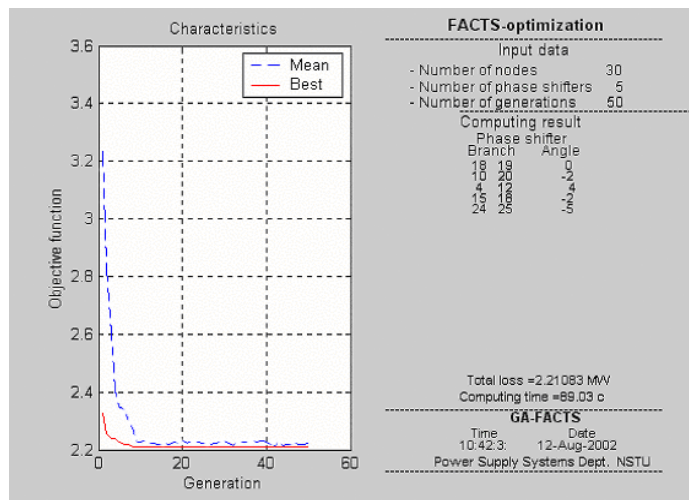 Characteristics
3.6
3.4
3.2
3
2.8
2.6
2.4
2.2
0
20
40
60
Objective function
Generation
Mean
Best
FACTS-optimization
Input data
- Number of nodes 30
- Number of phase shifters 5
- Number of generations 50
Computing result
Phase shifter
Branch Angle
18 19 0
10 20 -2
4 12 4
15 18 -2
24 25 -5
Total loss =2.21083 MW
Computing time =89.03 c
GA-FACTS
Time Date
10:42:3: 12-Aug-2002
Power Supply Systems Dept. NSTU